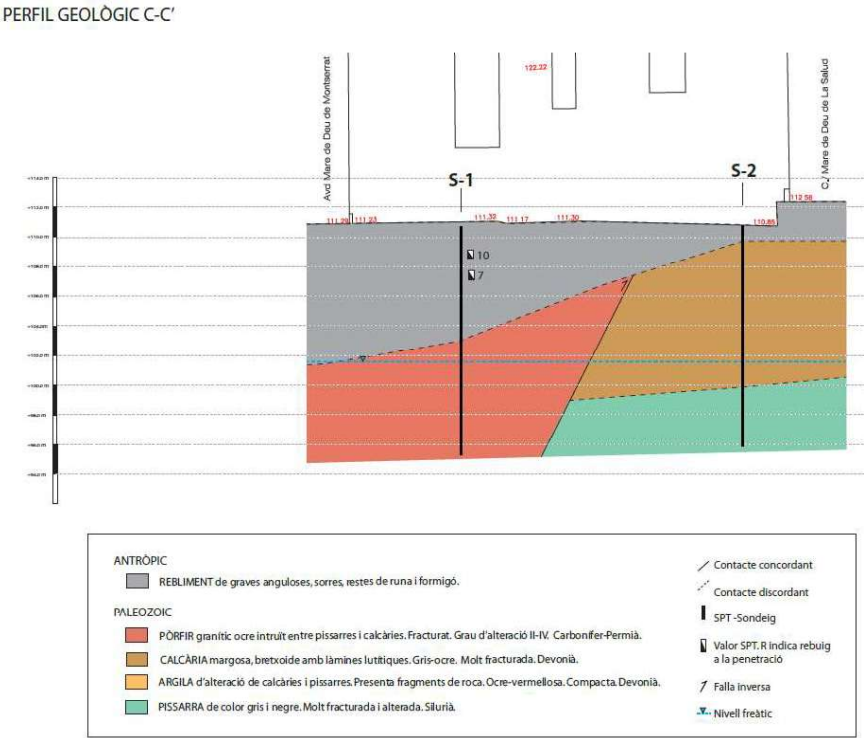 PERFIL GEOLÒGIC C-C'
122.22
Avd Mare de Deu de Montserrat
C./ Mare de Deu de La Salud
S-1
S-2
112.58
111.29
111.23
111.32
111.17
111.30
110.85
10
7
ANTRÒPIC
REBLIMENT de graves anguloses, sorres, restes de runa i formigó.
PALEOZOIC
PÒRFIR granític ocre intruït entre pissarres i calcàries. Fracturat. Grau d'alteració II-IV. Carbonífer-Permià.
CALCÀRIA margosa, bretxoide amb làmines lutítiques. Gris-ocre. Molt fracturada. Devonià.
ARGILA d'alteració de calcàries i pissarres. Presenta fragments de roca. Ocre-vermellosa. Compacta. Devonià.
PISSARRA de color gris i negre. Molt fracturada i alterada. Silurià.
Contacte concordant
Contacte discordant
SPT -Sondeig
Valor SPT. R indica rebuig
a la penetració
Falla inversa
Nivell freàtic